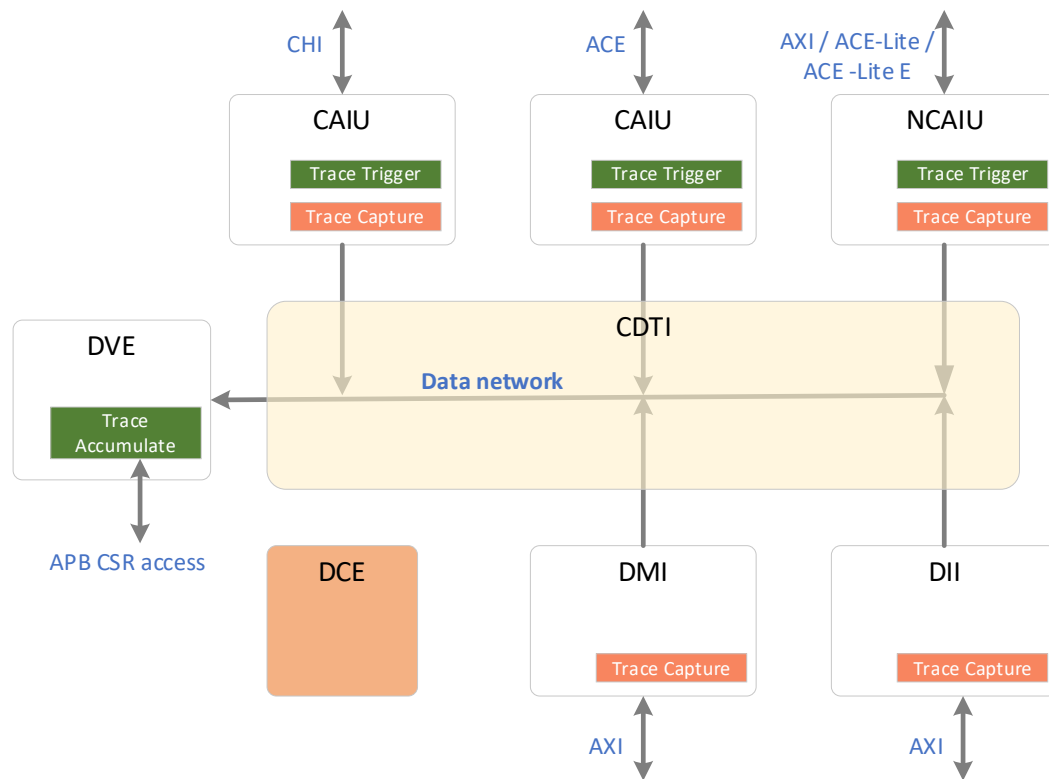 CHI
ACE
AXI / ACE-Lite /
ACE -Lite E
CAIU
Trace Trigger
Trace Capture
CAIU
Trace Trigger
Trace Capture
NCAIU
Trace Trigger
Trace Capture
CDTI
Data network
DVE
Trace
Accumulate
APB CSR access
DCE
DMI
Trace Capture
AXI
DII
Trace Capture
AXI